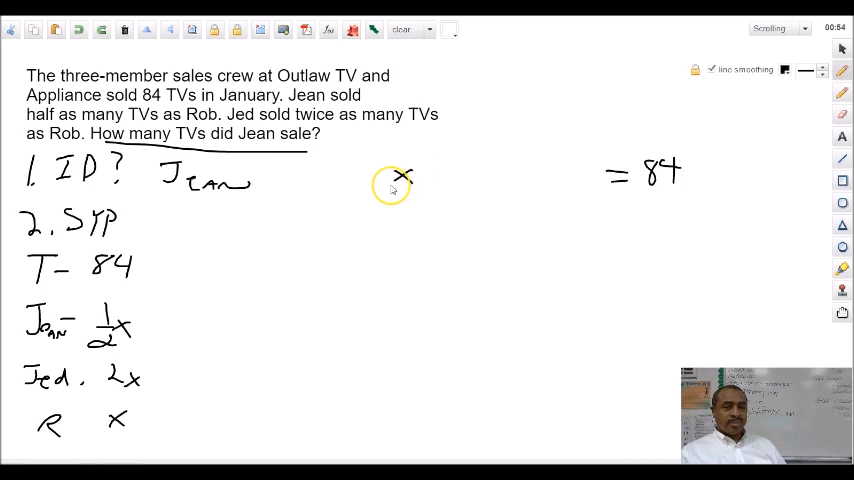 clear
Scrolling
00:54
line smoothing
The three-member sales crew at Outlaw TV and
Appliance sold 84 TVs in January. Jean sold
half as many TVs as Rob. Jed sold twice as many TVs
as Rob. How many TVs did Jean sale?
1. ID? JEAN
x = 84
2. SYP
T- 84
JEAN- 1/2x
Jed. 2x
R x